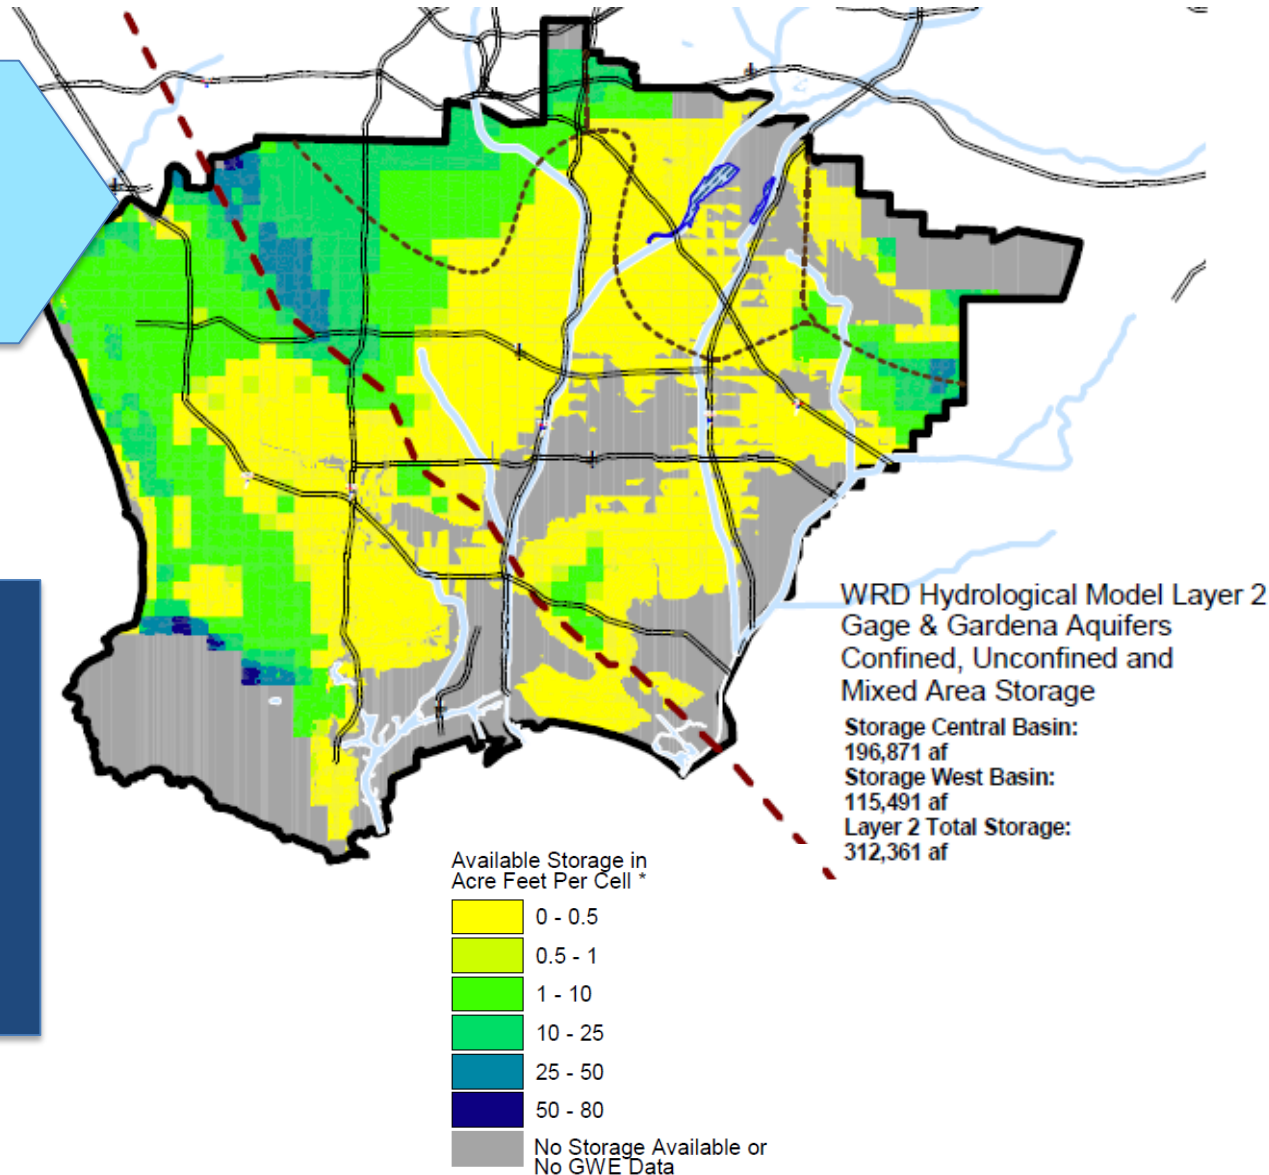 WRD Hydrological Model Layer 2
Gage & Gardena Aquifers
Confined, Unconfined and
Mixed Area Storage
Storage Central Basin:
196,871 af
Storage West Basin:
115,491 af
Layer 2 Total Storage:
312,361 af
Available Storage in
Acre Feet Per Cell *
0 - 0.5
0.5 - 1
1 - 10
10 - 25
25 - 50
50 - 80
No Storage Available or
No GWE Data